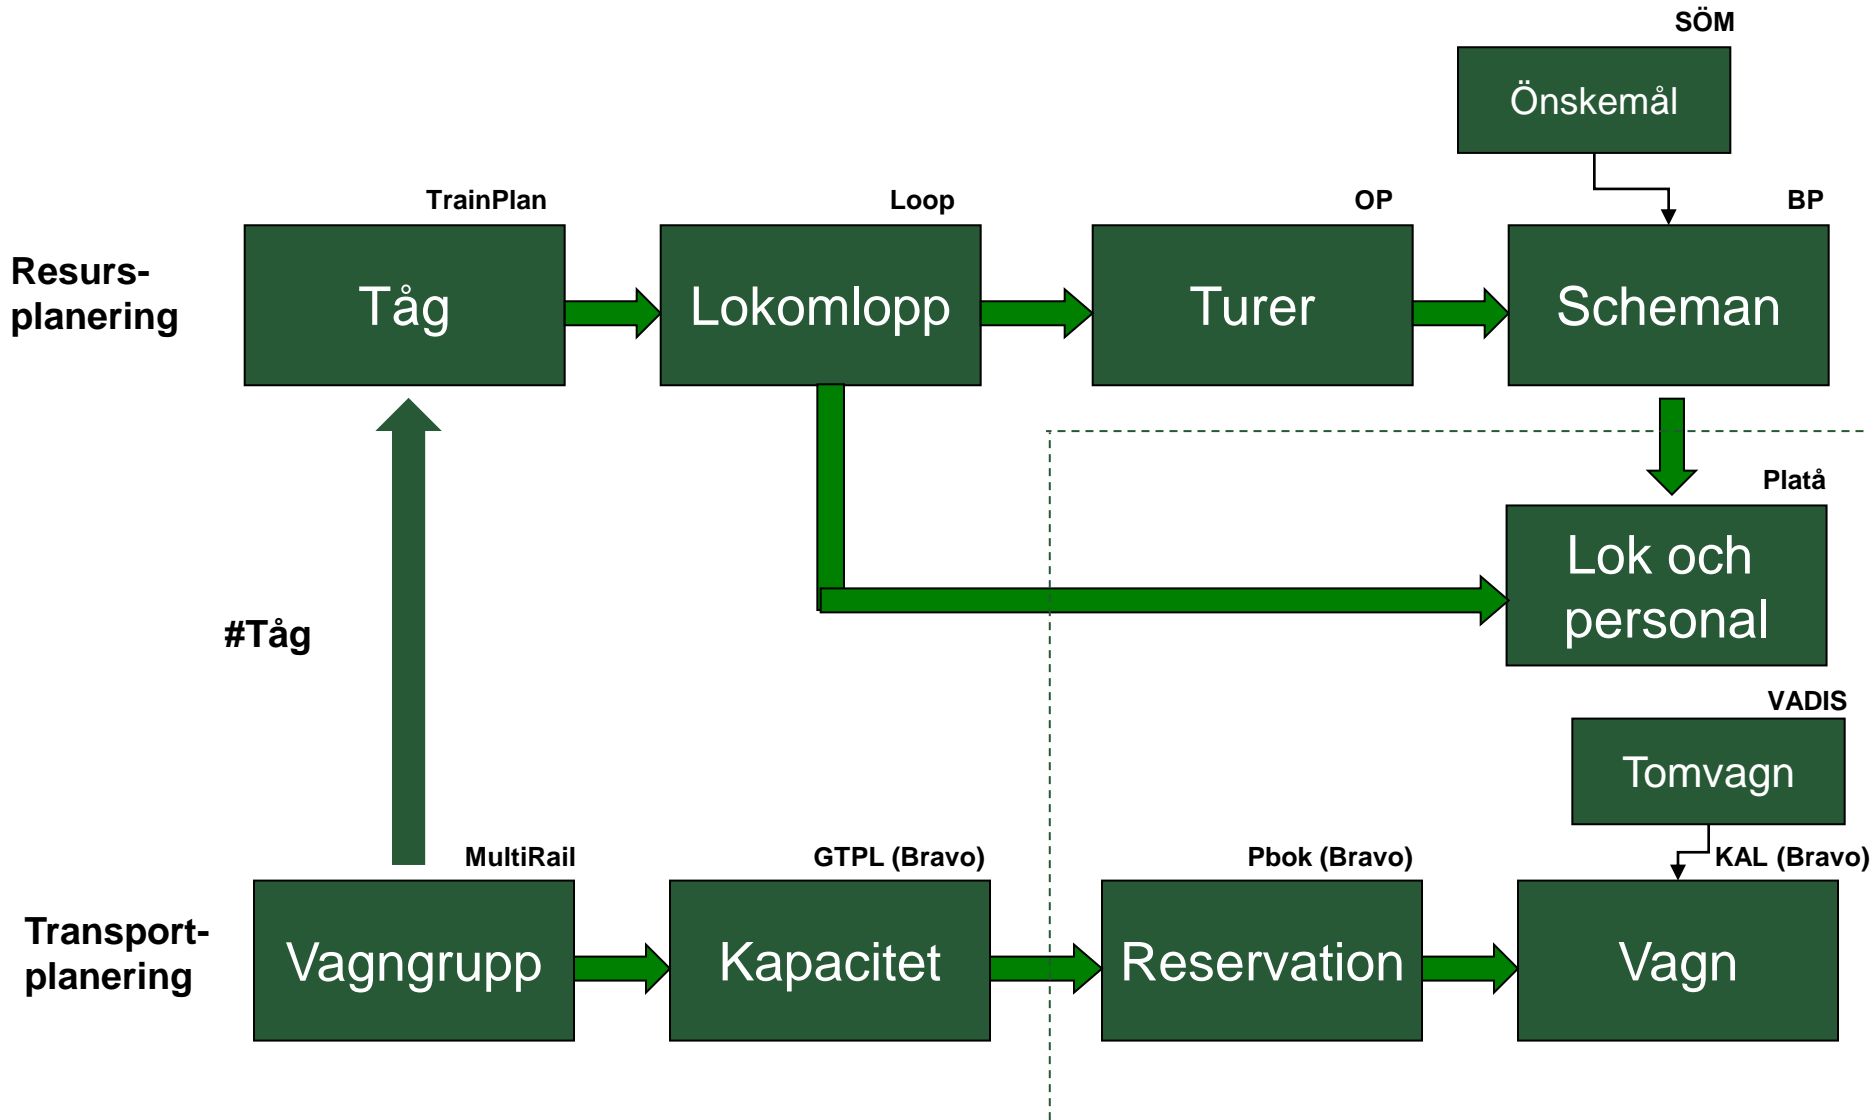 SÖM
Önskemål
TrainPlan
Loop
OP
BP
Resurs-
planering
Tåg
Lokomlopp
Turer
Scheman
Platå
Lok och
personal
#Tåg
VADIS
Tomvagn
MultiRail
GTPL (Bravo)
Pbok (Bravo)
KAL (Bravo)
Transport-
planering
Vagngrupp
Kapacitet
Reservation
Vagn